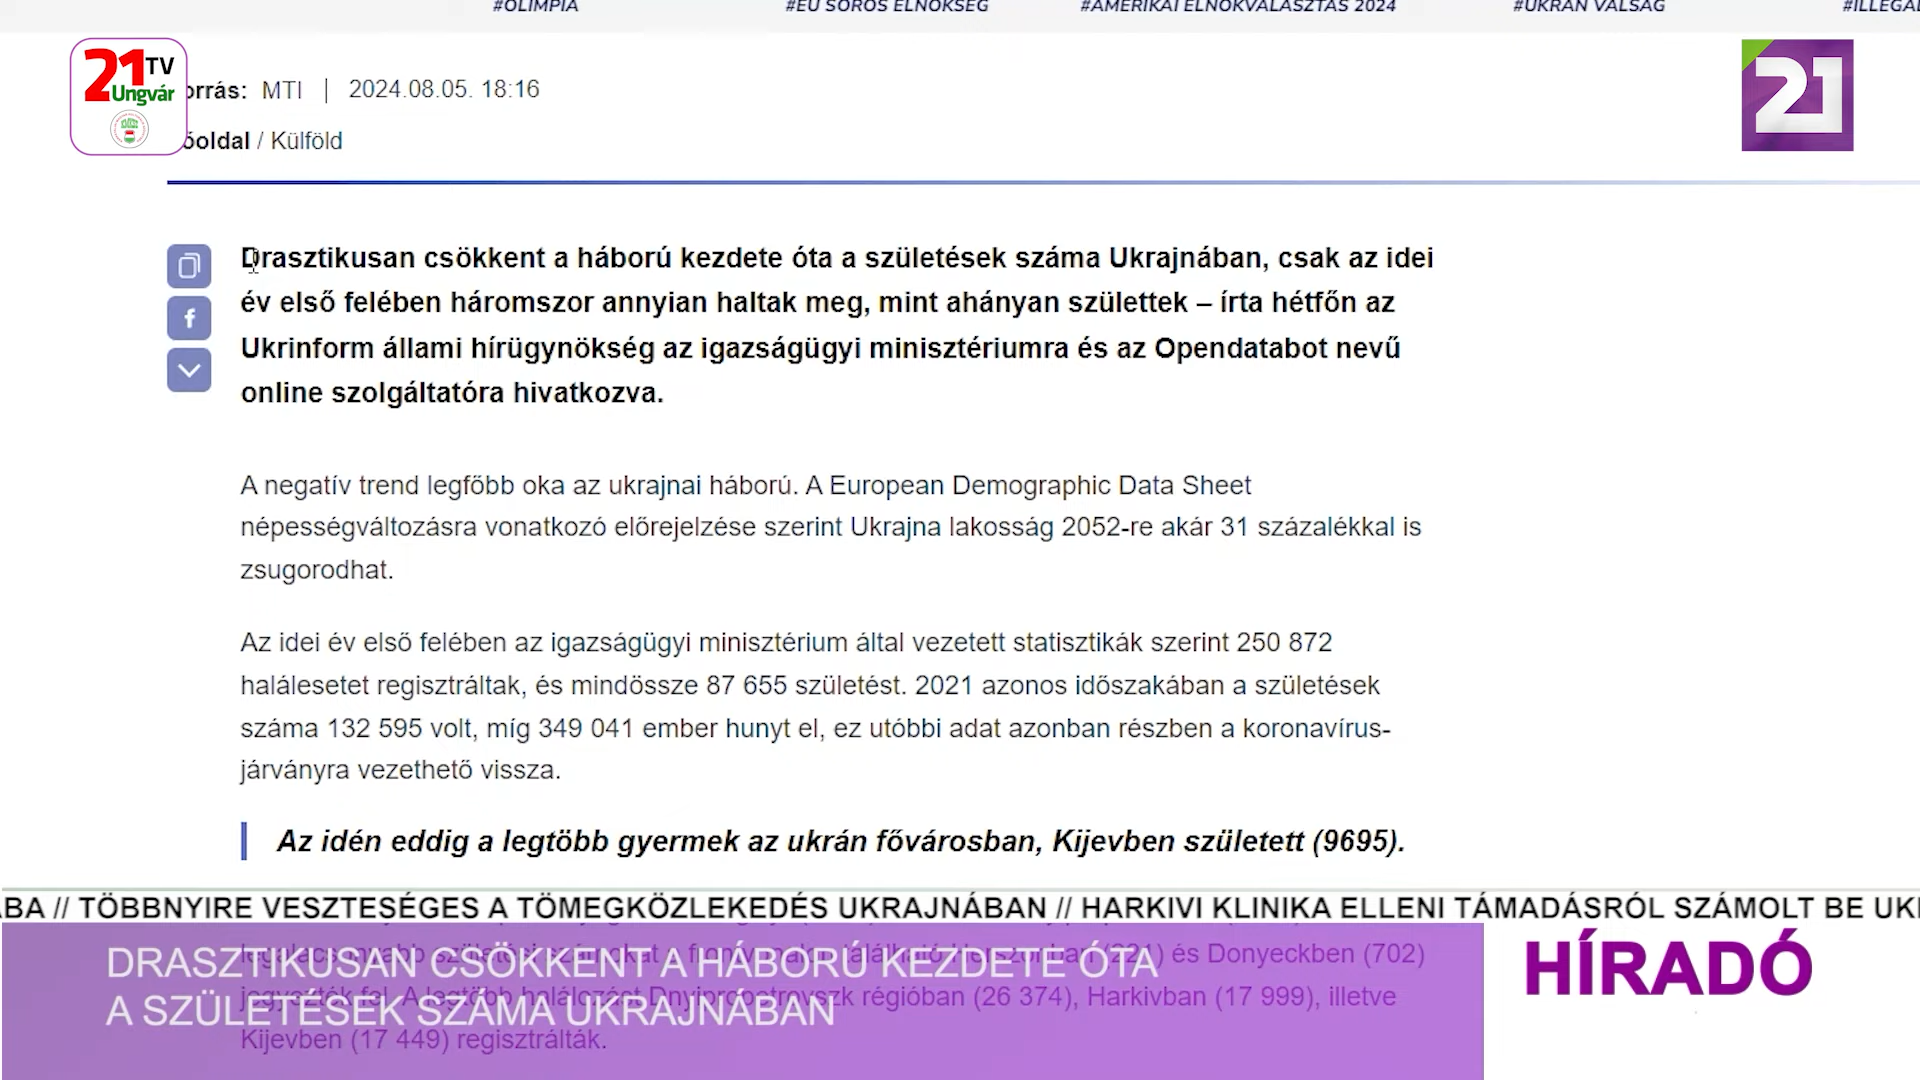 #OLIMPIA #EU SOROS ELNÖKSÉG #AMERIKAI ELNÖKVÁLASZTÁS 2024 #UKRÁN VÁLSÁG #ILLEGÁL
21 TV
Ungvár
21
orrás: MTI | 2024.08.05. 18:16
őoldal / Külföld
Drasztikusan csökkent a háború kezdete óta a születések száma Ukrajnában, csak az idei
év első felében háromszor annyian haltak meg, mint ahányan születtek – írta hétfőn az
Ukrinform állami hírügynökség az igazságügyi minisztériumra és az Opendatabot nevű
online szolgáltatóra hivatkozva.
A negatív trend legfőbb oka az ukrajnai háború. A European Demographic Data Sheet
népességváltozásra vonatkozó előrejelzése szerint Ukrajna lakosság 2052-re akár 31 százalékkal is
zsugorodhat.
Az idei év első felében az igazságügyi minisztérium által vezetett statisztikák szerint 250 872
halálesetet regisztráltak, és mindössze 87 655 születést. 2021 azonos időszakában a születések
száma 132 595 volt, míg 349 041 ember hunyt el, ez utóbbi adat azonban részben a koronavírus-
járványra vezethető vissza.
Az idén eddig a legtöbb gyermek az ukrán fővárosban, Kijevben született (9695).
ÁBA // TÖBBNYIRE VESZTESÉGES A TÖMEGKÖZLEKEDÉS UKRAJNÁBAN // HARKIVI KLINIKA ELLENI TÁMADÁSRÓL SZÁMOLT BE UK
DRASZTIKUSAN CSÖKKENT A HÁBORÚ KEZDETE ÓTA
A SZÜLETÉSEK SZÁMA UKRAJNÁBAN
és Donyeckben (702)
régióban (26 374), Harkivban (17 999), illetve
Kijevben (17 449) regisztrálták.
HÍRADÓ